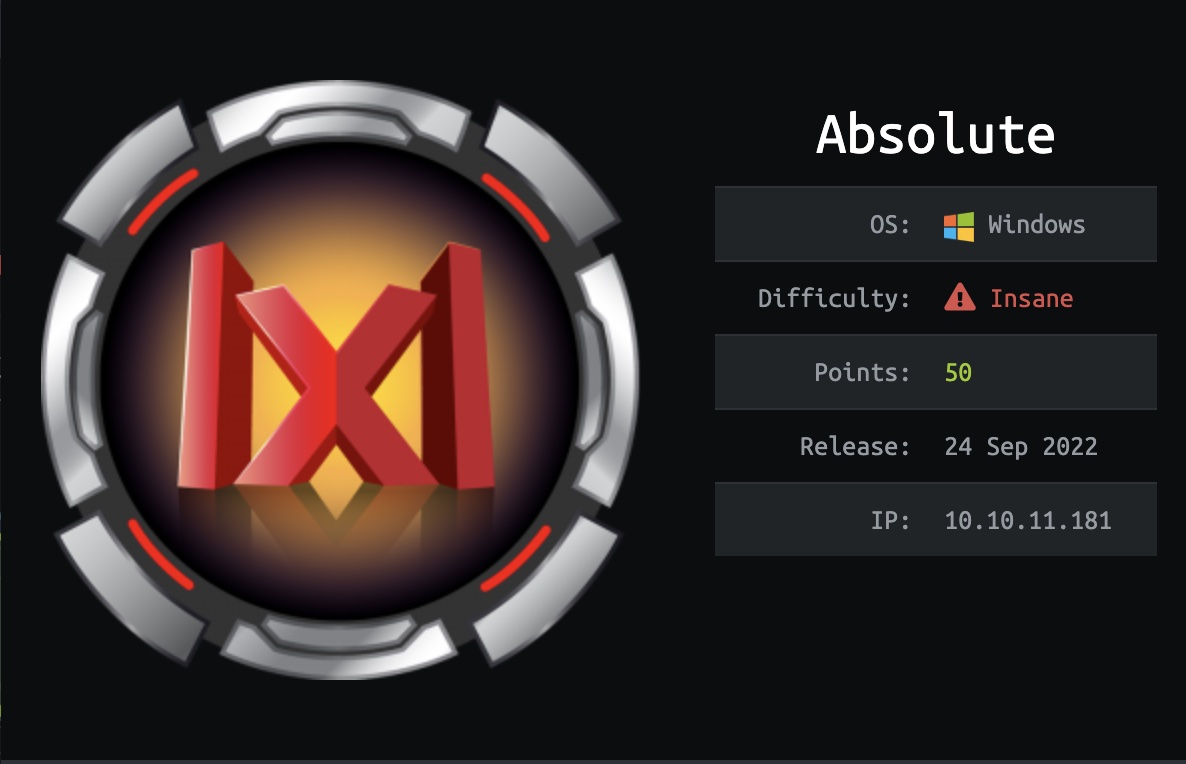 Absolute
OS: Windows
Difficulty: Insane
Points: 50
Release: 24 Sep 2022
IP: 10.10.11.181